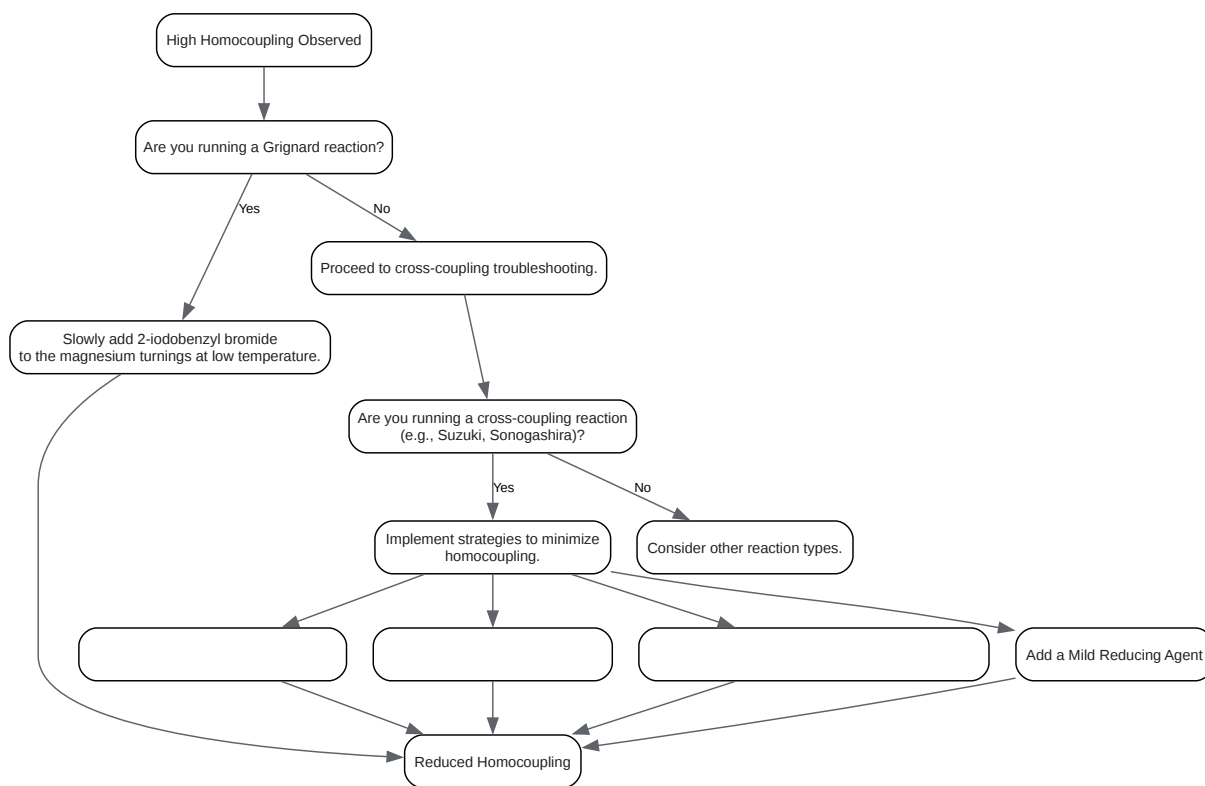 High Homocoupling Observed
Are you running a Grignard reaction?
Yes
No
Proceed to cross-coupling troubleshooting.
Slowly add 2-iodobenzyl bromide
to the magnesium turnings at low temperature.
Are you running a cross-coupling reaction
(e.g., Suzuki, Sonogashira)?
Yes
No
Implement strategies to minimize
homocoupling.
Consider other reaction types.
Add a Mild Reducing Agent
Reduced Homocoupling